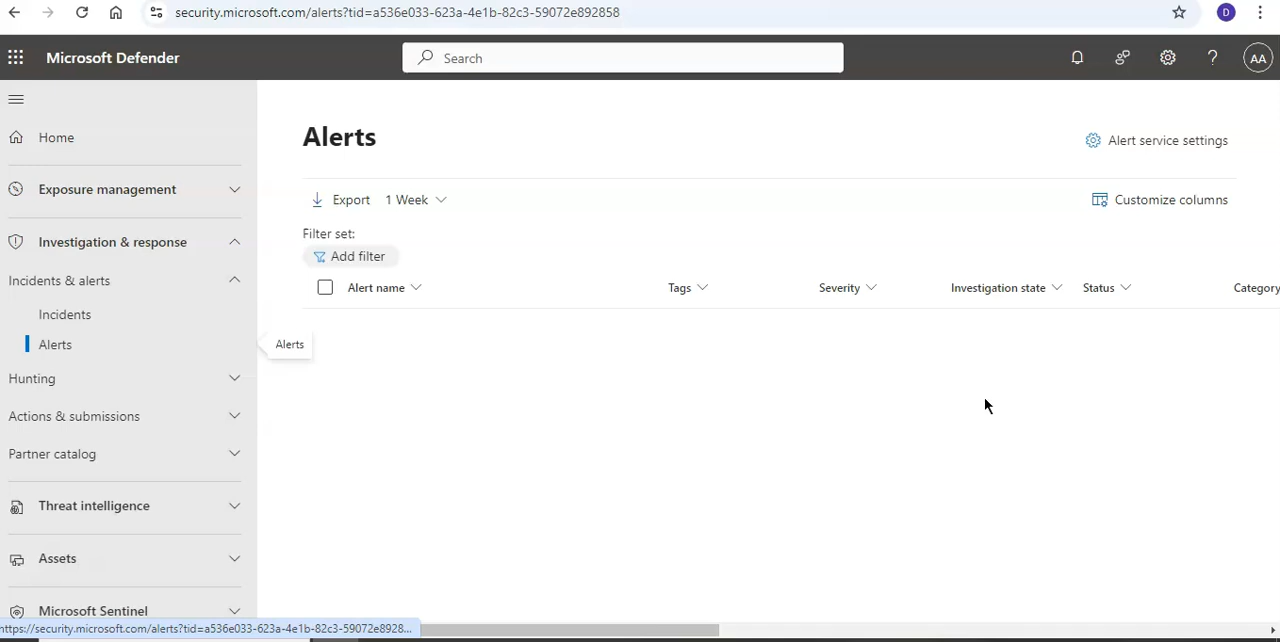 security.microsoft.com/alerts?tid=a536e033-623a-4e1b-82c3-59072e892858
D
Microsoft Defender
Search
AA
Home
Exposure management
Investigation & response
Incidents & alerts
Incidents
Alerts
Hunting
Actions & submissions
Partner catalog
Threat intelligence
Assets
Microsoft Sentinel
https://security.microsoft.com/alerts?tid=a536e033-623a-4e1b-82c3-59072e8928...
Alerts
Alerts
Alert service settings
Export 1 Week
Customize columns
Filter set:
Add filter
Alert name Tags Severity Investigation state Status Category